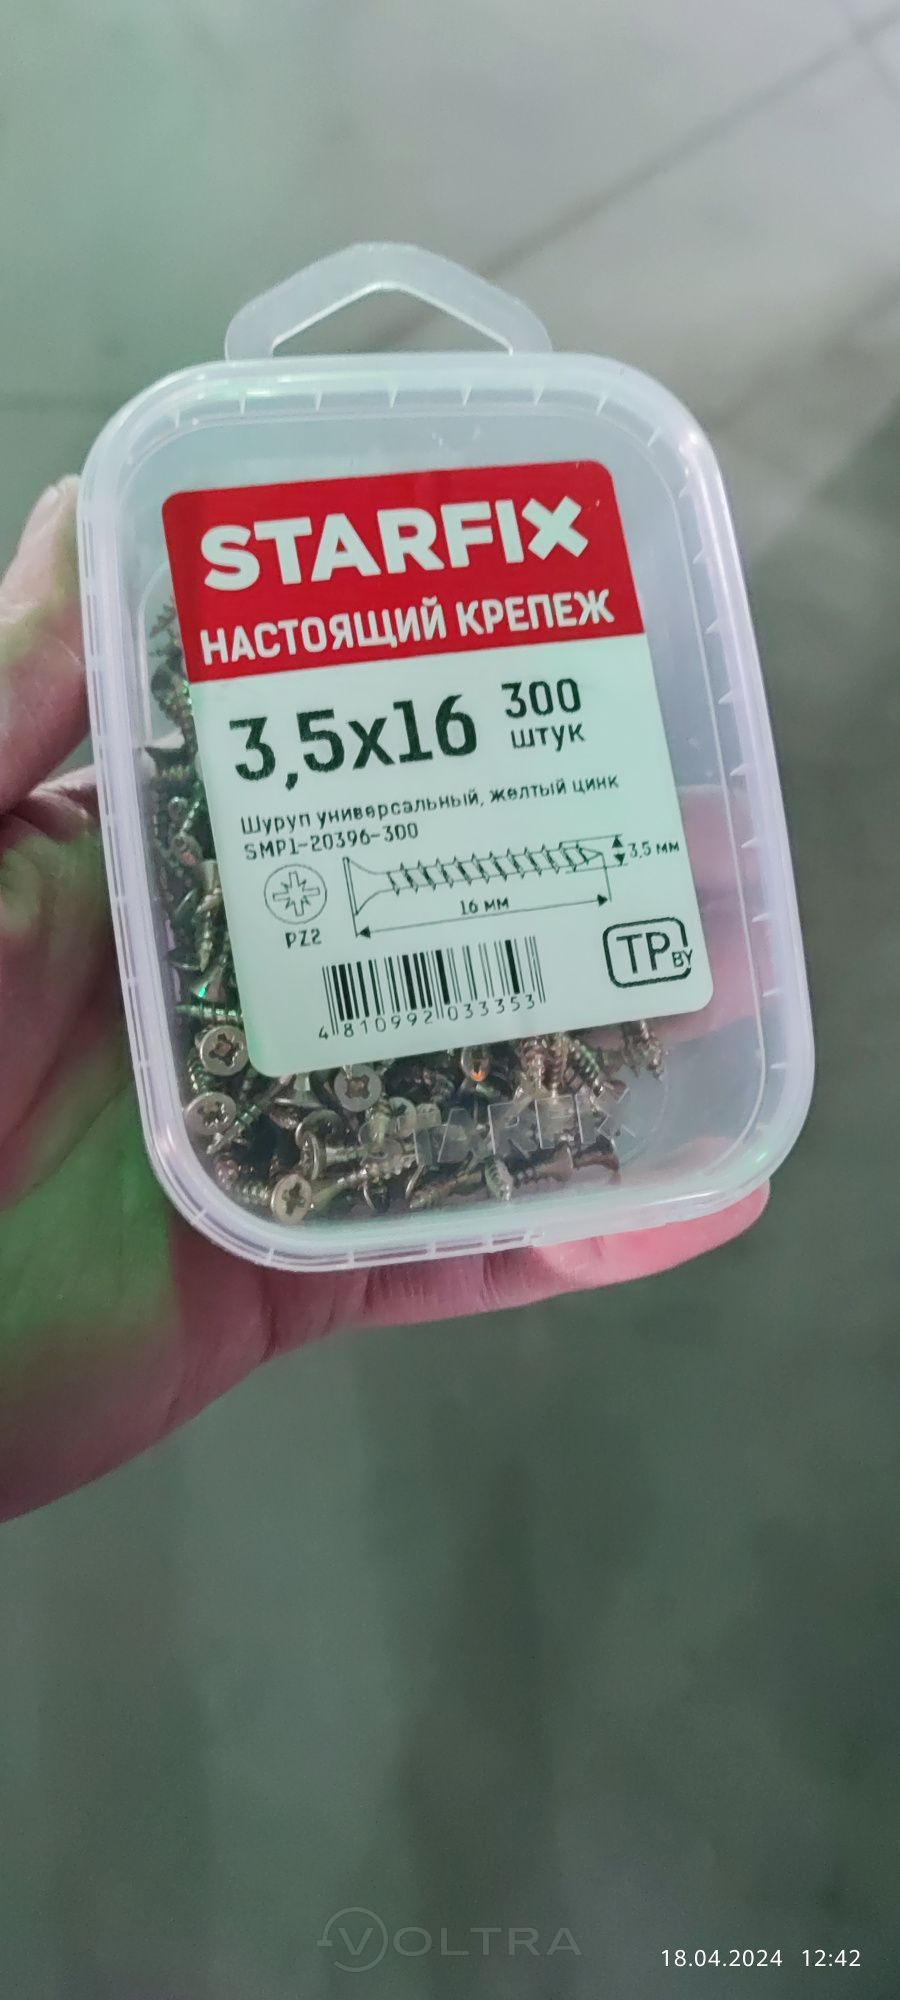 STARFIX
НАСТОЯЩИЙ КРЕПЕЖ
3,5x16
300
штук
Шуруп универсальный, желтый цинк
SMP1-20396-300
3,5 мм
16 мм
PZ2
TP BY
4 810992 033353
STARFIX
VOLTRA
18.04.2024 12:42